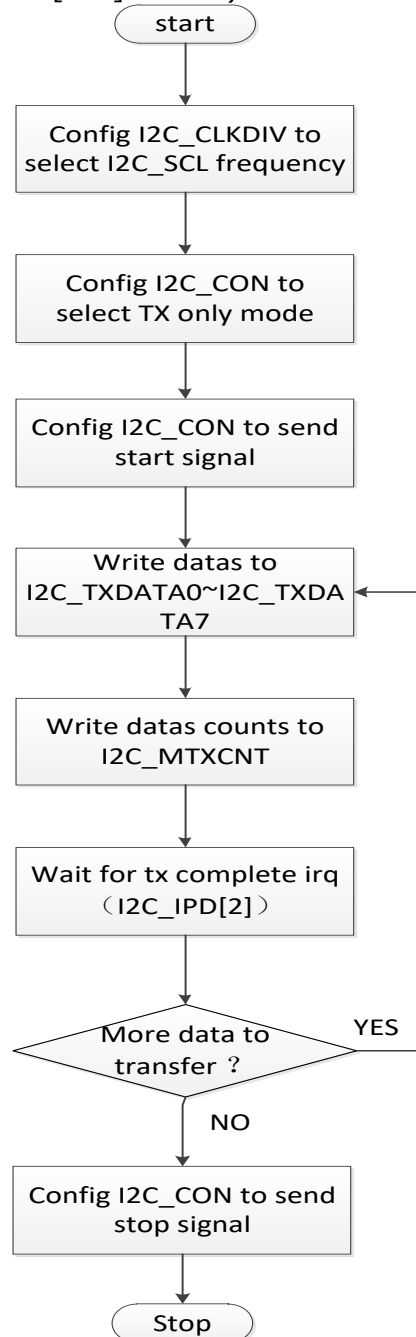 start
Config I2C_CLKDIV to
select I2C_SCL frequency
Config I2C_CON to
select TX only mode
Config I2C_CON to send
start signal
Write datas to
I2C_TXDATA0~I2C_TXDA
TA7
Write datas counts to
I2C_MTXCNT
Wait for tx complete irq
（I2C_IPD[2]）
More data to
transfer ？
YES
NO
Config I2C_CON to send
stop signal
Stop